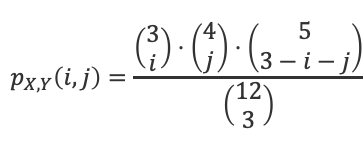 p_{X,Y}(i, j) = \frac{\binom{3}{i} \cdot \binom{4}{j} \cdot \binom{5}{3 - i - j}}{\binom{12}{3}}